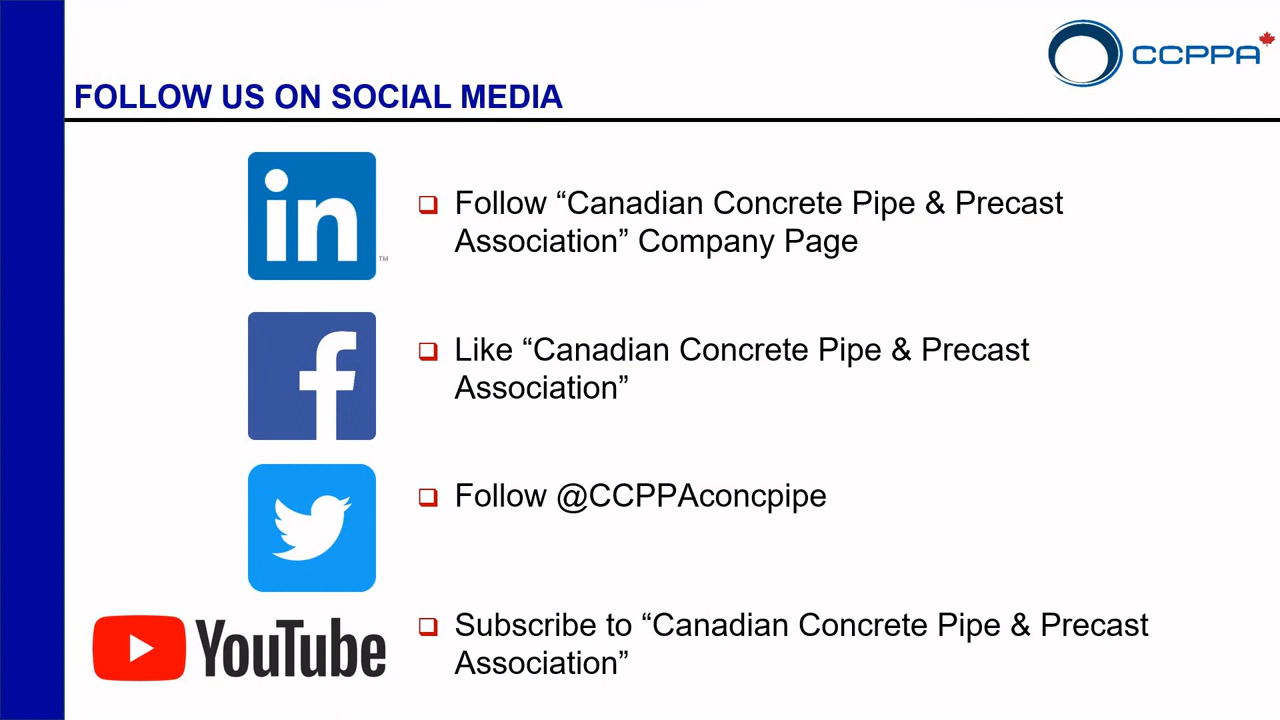 CCPPA
FOLLOW US ON SOCIAL MEDIA
in
TM
Follow “Canadian Concrete Pipe & Precast
Association” Company Page
f
Like “Canadian Concrete Pipe & Precast
Association”
Follow @CCPPAconcpipe
YouTube
Subscribe to “Canadian Concrete Pipe & Precast
Association”